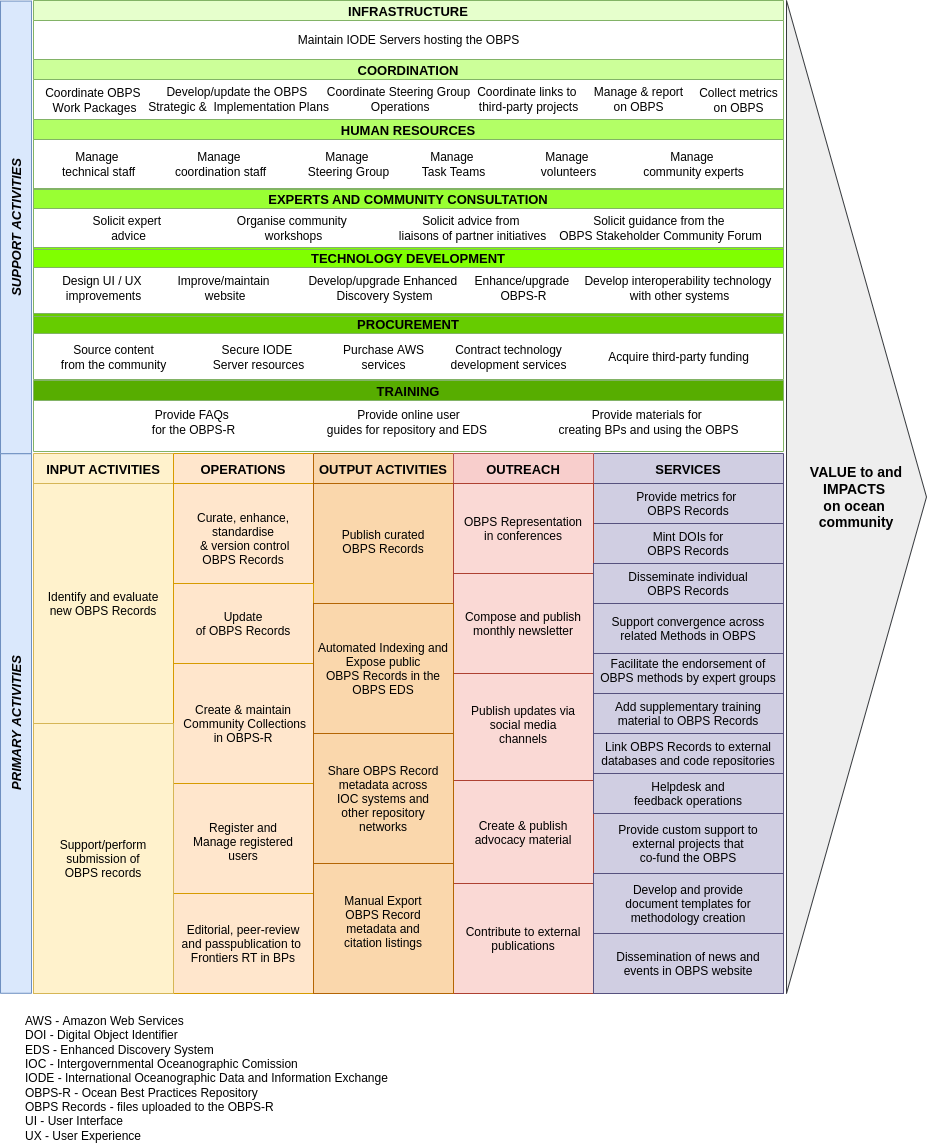 SUPPORT ACTIVITIES
INFRASTRUCTURE
Maintain IODE Servers hosting the OBPS
COORDINATION
Coordinate OBPS
Work Packages
Develop/update the OBPS
Strategic & Implementation Plans
Coordinate Steering Group
Operations
Coordinate links to
third-party projects
Manage & report
on OBPS
Collect metrics
on OBPS
HUMAN RESOURCES
Manage
technical staff
Manage
coordination staff
Manage
Steering Group
Manage
Task Teams
Manage
volunteers
Manage
community experts
EXPERTS AND COMMUNITY CONSULTATION
Solicit expert
advice
Organise community
workshops
Solicit advice from
liaisons of partner initiatives
Solicit guidance from the
OBPS Stakeholder Community Forum
TECHNOLOGY DEVELOPMENT
Design UI / UX
improvements
Improve/maintain
website
Develop/upgrade Enhanced
Discovery System
Enhance/upgrade
OBPS-R
Develop interoperability technology
with other systems
PROCUREMENT
Source content
from the community
Secure IODE
Server resources
Purchase AWS
services
Contract technology
development services
Acquire third-party funding
TRAINING
Provide FAQs
for the OBPS-R
Provide online user
guides for repository and EDS
Provide materials for
creating BPs and using the OBPS
PRIMARY ACTIVITIES
INPUT ACTIVITIES
Identify and evaluate
new OBPS Records
Support/perform
submission of
OBPS records
OPERATIONS
Curate, enhance,
standardise
& version control
OBPS Records
Update
of OBPS Records
Create & maintain
Community Collections
in OBPS-R
Register and
Manage registered
users
Editorial, peer-review
and passpublication to
Frontiers RT in BPs
OUTPUT ACTIVITIES
Publish curated
OBPS Records
Automated Indexing and
Expose public
OBPS Records in the
OBPS EDS
Share OBPS Record
metadata across
IOC systems and
other repository
networks
Manual Export
OBPS Record
metadata and
citation listings
OUTREACH
OBPS Representation
in conferences
Compose and publish
monthly newsletter
Publish updates via
social media
channels
Create & publish
advocacy material
Contribute to external
publications
SERVICES
Provide metrics for
OBPS Records
Mint DOIs for
OBPS Records
Disseminate individual
OBPS Records
Support convergence across
related Methods in OBPS
Facilitate the endorsement of
OBPS methods by expert groups
Add supplementary training
material to OBPS Records
Link OBPS Records to external
databases and code repositories
Helpdesk and
feedback operations
Provide custom support to
external projects that
co-fund the OBPS
Develop and provide
document templates for
methodology creation
Dissemination of news and
events in OBPS website
VALUE to and
IMPACTS
on ocean
community
AWS - Amazon Web Services
DOI - Digital Object Identifier
EDS - Enhanced Discovery System
IOC - Intergovernmental Oceanographic Comission
IODE - International Oceanographic Data and Information Exchange
OBPS-R - Ocean Best Practices Repository
OBPS Records - files uploaded to the OBPS-R
UI - User Interface
UX - User Experience